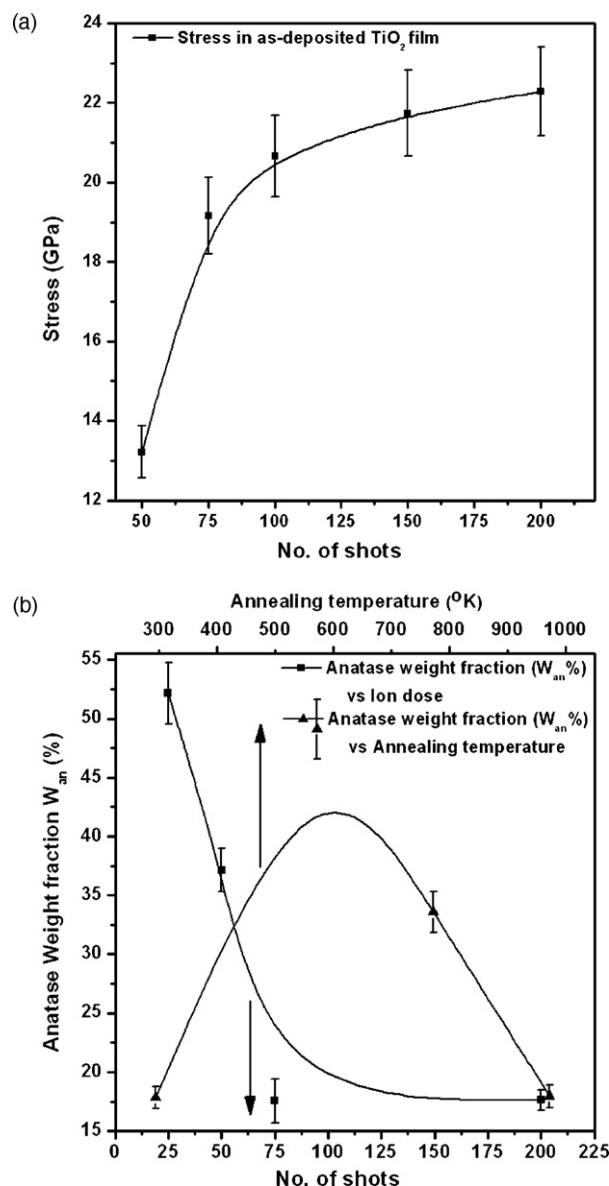 (a)
Stress in as-deposited TiO₂ film
Stress (GPa)
24
22
20
18
16
14
12
50 75 100 125 150 175 200
No. of shots
(b)
Annealing temperature (ᴼK)
300 400 500 600 700 800 900 1000
Anatase weight fraction (Wₐₙ%)
vs Ion dose
Anatase weight fraction (Wₐₙ%)
vs Annealing temperature
Anatase Weight fraction Wₐₙ (%)
55
50
45
40
35
30
25
20
15
0 25 50 75 100 125 150 175 200 225
No. of shots